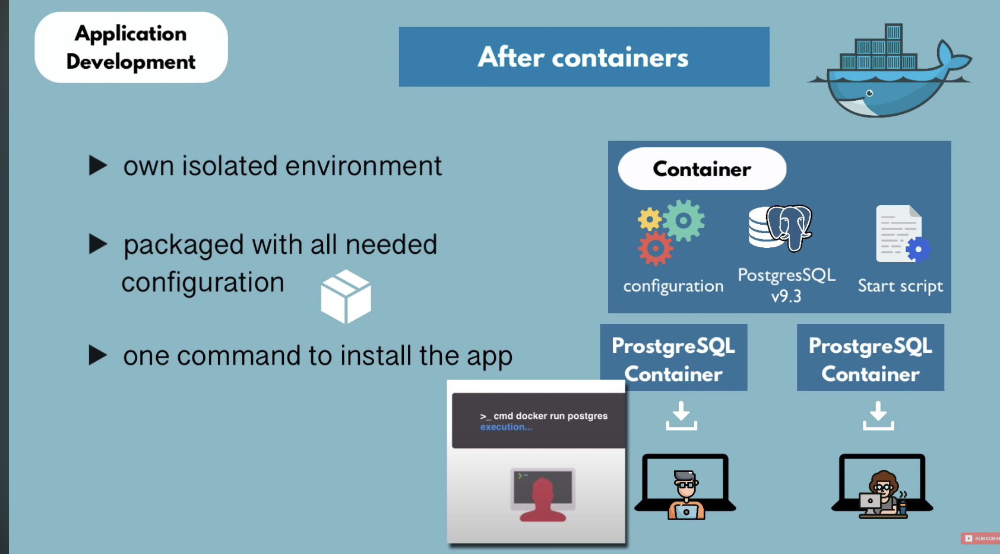 Application
Development
After containers
own isolated environment
packaged with all needed
configuration
one command to install the app
Container
configuration
PostgresSQL
v9.3
Start script
ProstgreSQL
Container
ProstgreSQL
Container
>_ cmd docker run postgres
execution...
SUBSCRIB